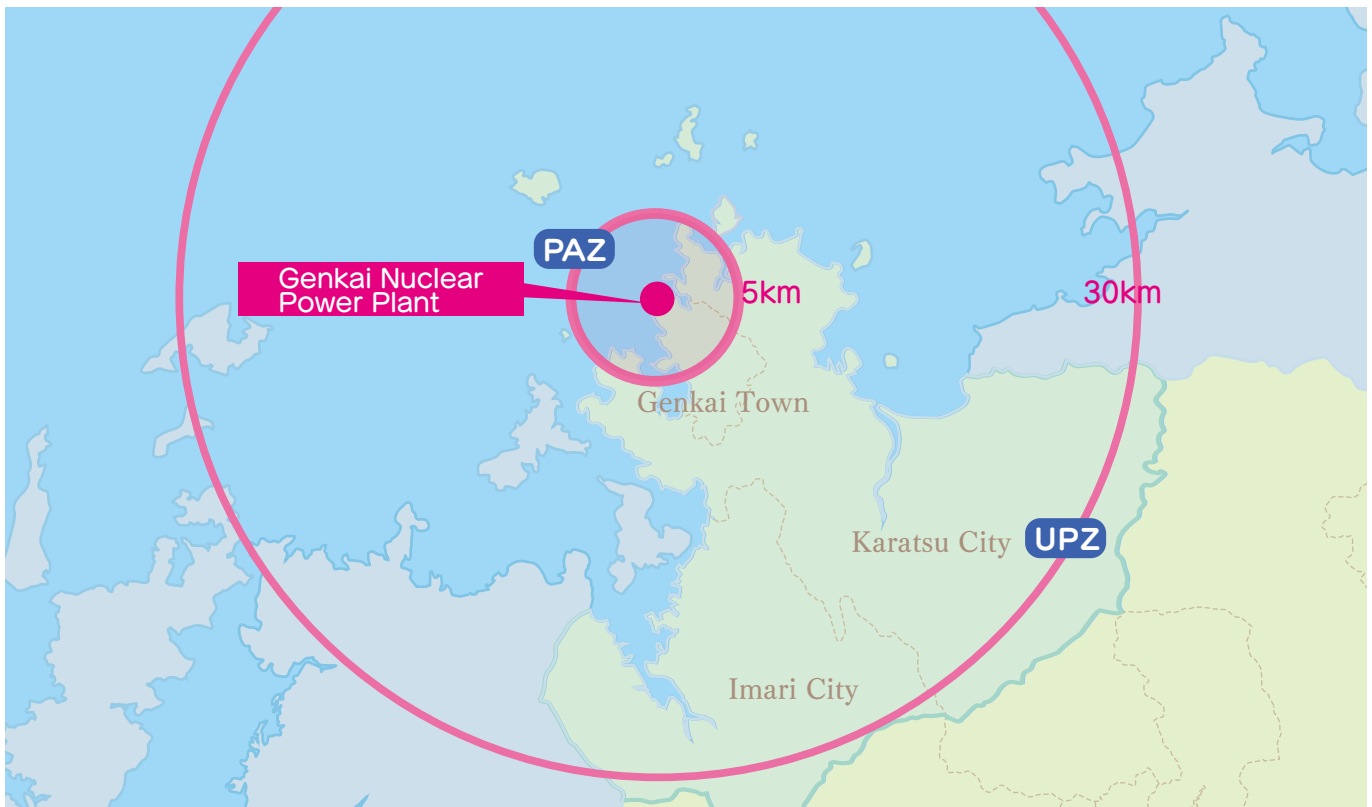 PAZ
Genkai Nuclear
Power Plant
5km
30km
Genkai Town
Karatsu City
UPZ
Imari City